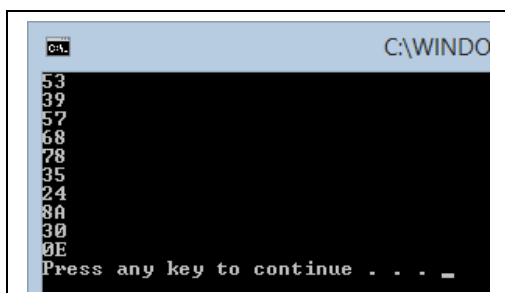 C:\WINDO
53
39
57
68
78
35
24
8A
30
0E
Press any key to continue . . . _